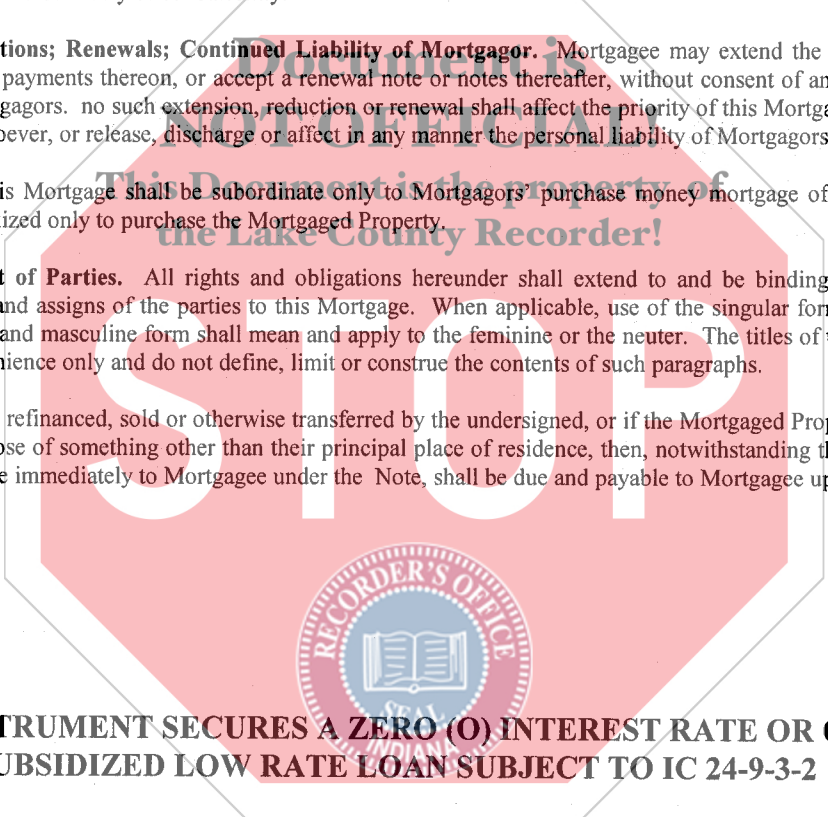 tions; Renewals; Continued Liability of Mortgagor. Mortgagee may extend the
payments thereon, or accept a renewal note or notes thereafter, without consent of an
gagors. no such extension, reduction or renewal shall affect the priority of this Mortga
oever, or release, discharge or affect in any manner the personal liability of Mortgagors
is Mortgage shall be subordinate only to Mortgagors' purchase money mortgage of
ized only to purchase the Mortgaged Property.
t of Parties. All rights and obligations hereunder shall extend to and be binding
and assigns of the parties to this Mortgage. When applicable, use of the singular for
and masculine form shall mean and apply to the feminine or the neuter. The titles of
nience only and do not define, limit or construe the contents of such paragraphs.
refinanced, sold or otherwise transferred by the undersigned, or if the Mortgaged Prop
ose of something other than their principal place of residence, then, notwithstanding th
e immediately to Mortgagee under the Note, shall be due and payable to Mortgagee up
TRUMENT SECURES A ZERO (O) INTEREST RATE OR
UBSIDIZED LOW RATE LOAN SUBJECT TO IC 24-9-3-2
Document is
NOT OFFICIAL!
This Document is the property of
the Lake County Recorder!
STOP
RECORDER'S OFFICE
SEAL
INDIANA